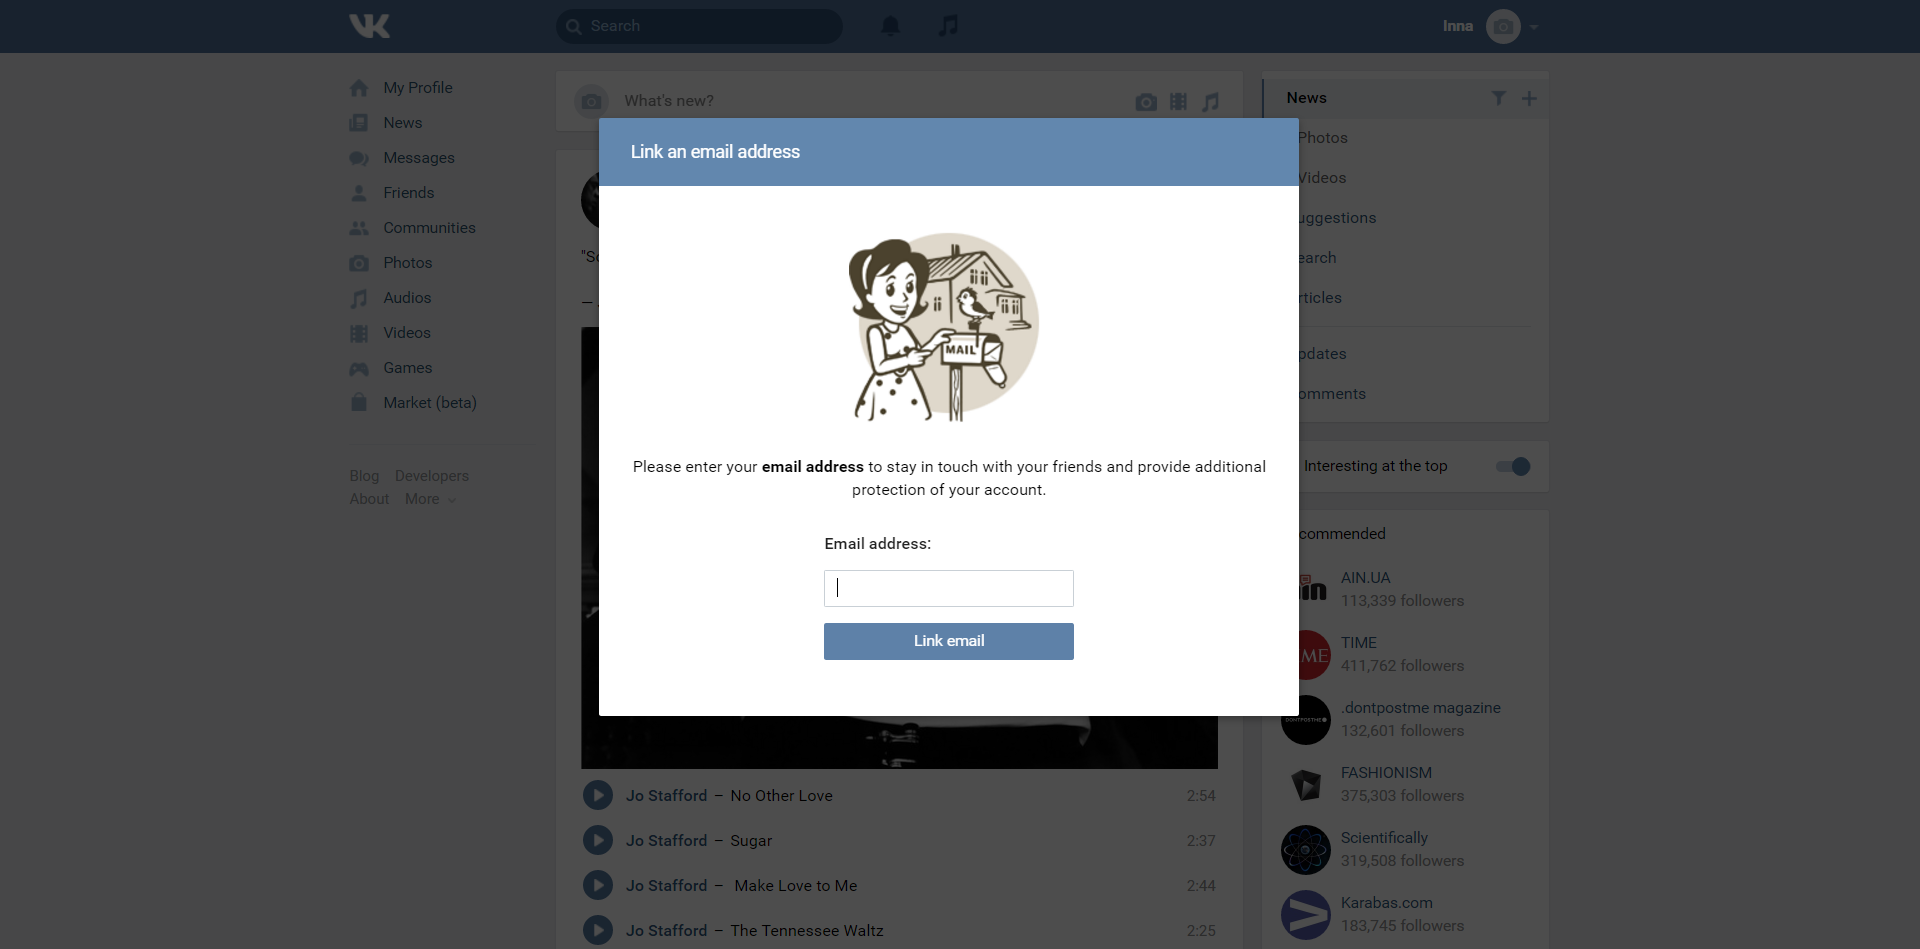 VK
Search
Inna
My Profile
News
Messages
Friends
Communities
Photos
Audios
Videos
Games
Market (beta)
Blog Developers
About More
What's new?
"So
— .
Link an email address
MAIL
Please enter your email address to stay in touch with your friends and provide additional
protection of your account.
Email address:
Link email
Jo Stafford – No Other Love 2:54
Jo Stafford – Sugar 2:37
Jo Stafford – Make Love to Me 2:44
Jo Stafford – The Tennessee Waltz 2:25
News
Photos
Videos
uggestions
earch
rticles
pdates
omments
Interesting at the top
commended
in
AIN.UA
113,339 followers
ME
TIME
411,762 followers
DONTPOSTME
.dontpostme magazine
132,601 followers
FASHIONISM
375,303 followers
Scientifically
319,508 followers
Karabas.com
183,745 followers